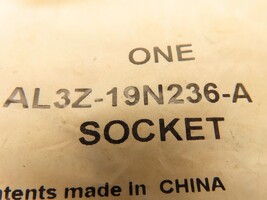 ONE
AL3Z-19N236-A
SOCKET
ntents made in CHINA